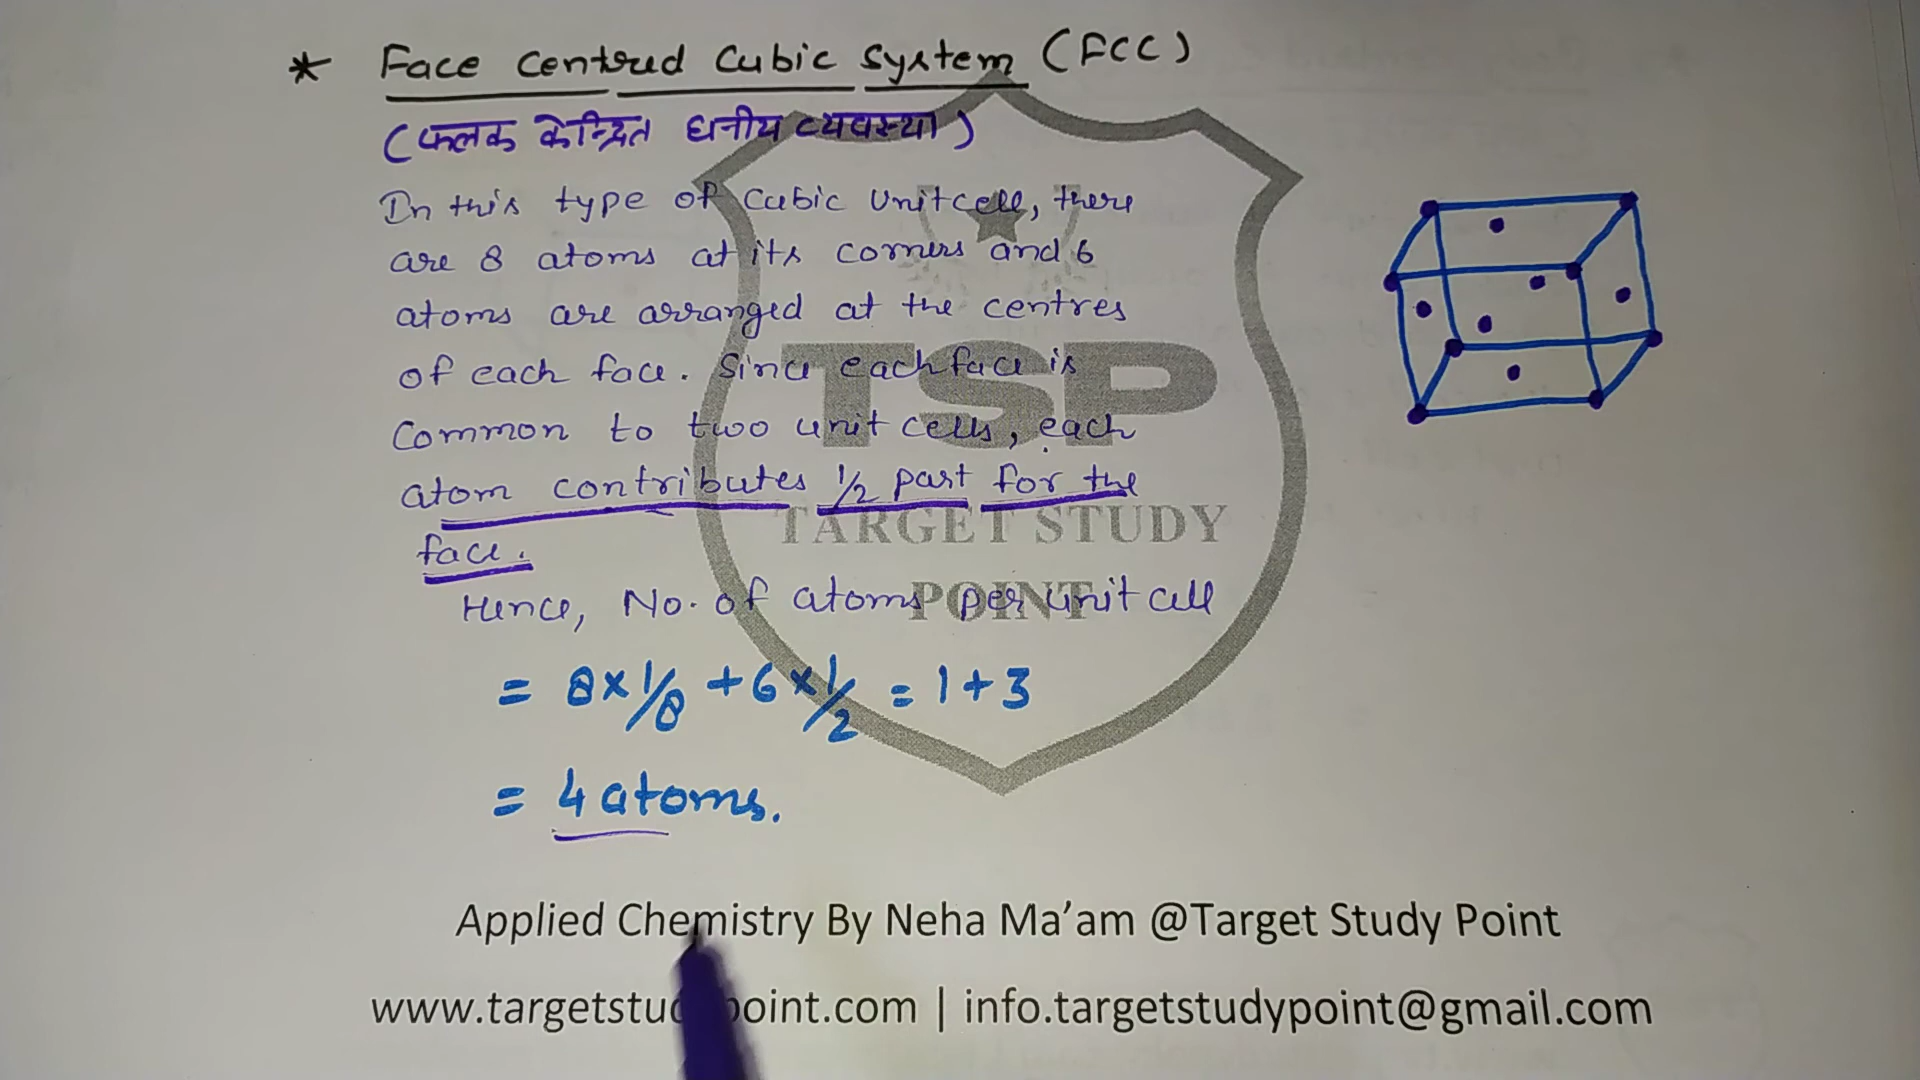 * Face Centred Cubic System (FCC)
(फलक केन्द्रित घनीय व्यवस्था)
In this type of Cubic Unitcell, there
are 8 atoms at its corners and 6
atoms are arranged at the centres
of each face. Since each face is
Common to two unit cells, each
atom contributes 1/2 part for the
face.
Hence, No. of atoms per unit cell
= 8×1/8 + 6×1/2 = 1+3
= 4 atoms.
TSP
TARGET STUDY
POINT
Applied Chemistry By Neha Ma'am @Target Study Point
www.targetstudypoint.com | info.targetstudypoint@gmail.com